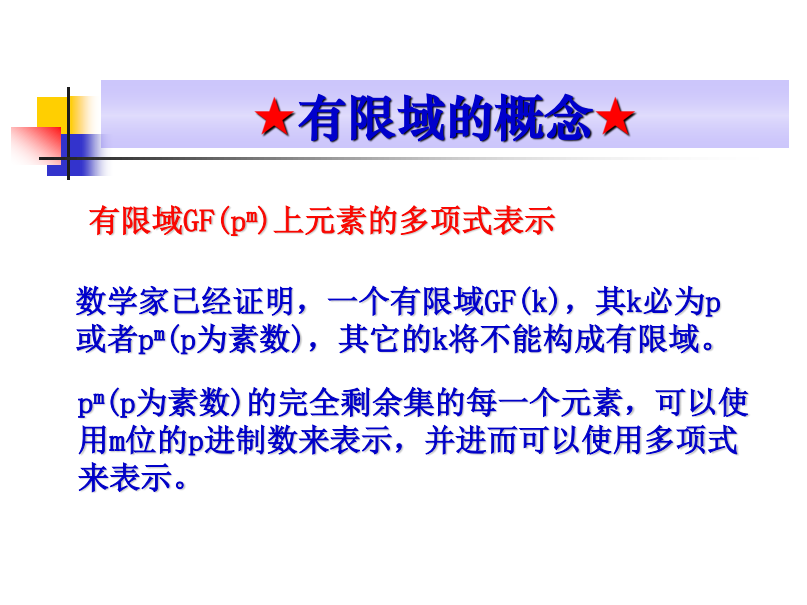 ★有限域的概念★
有限域GF(pᵐ)上元素的多项式表示
数学家已经证明，一个有限域GF(k)，其k必为p
或者pᵐ(p为素数)，其它的k将不能构成有限域。
pᵐ(p为素数)的完全剩余集的每一个元素，可以使
用m位的p进制数来表示，并进而可以使用多项式
来表示。